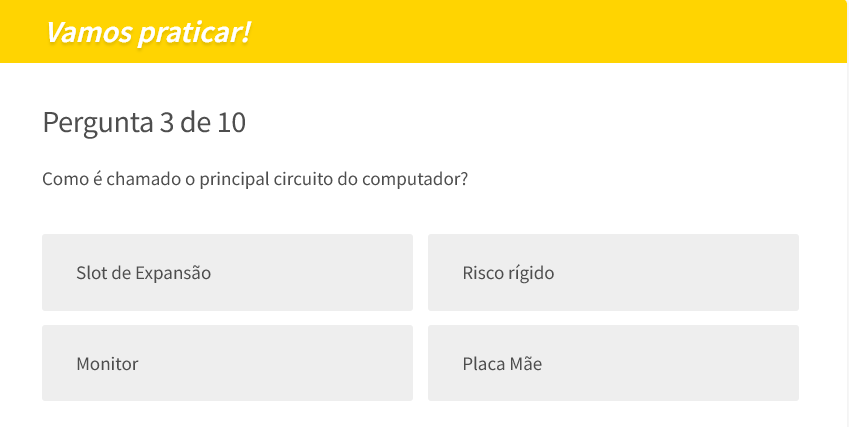 Vamos praticar!
Pergunta 3 de 10
Como é chamado o principal circuito do computador?
Slot de Expansão
Risco rígido
Monitor
Placa Mãe